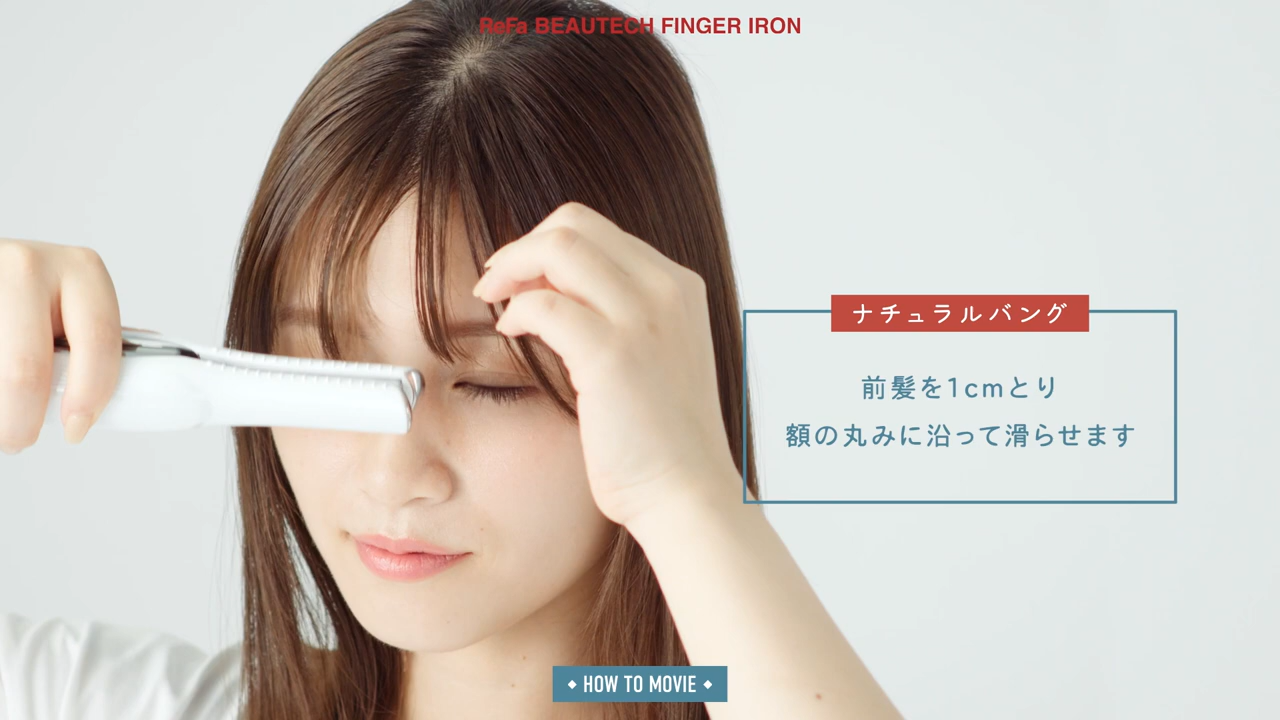 ReFa BEAUTECH FINGER IRON
ナチュラルバング
前髪を1cmとり
額の丸みに沿って滑らせます
◆ HOW TO MOVIE ◆